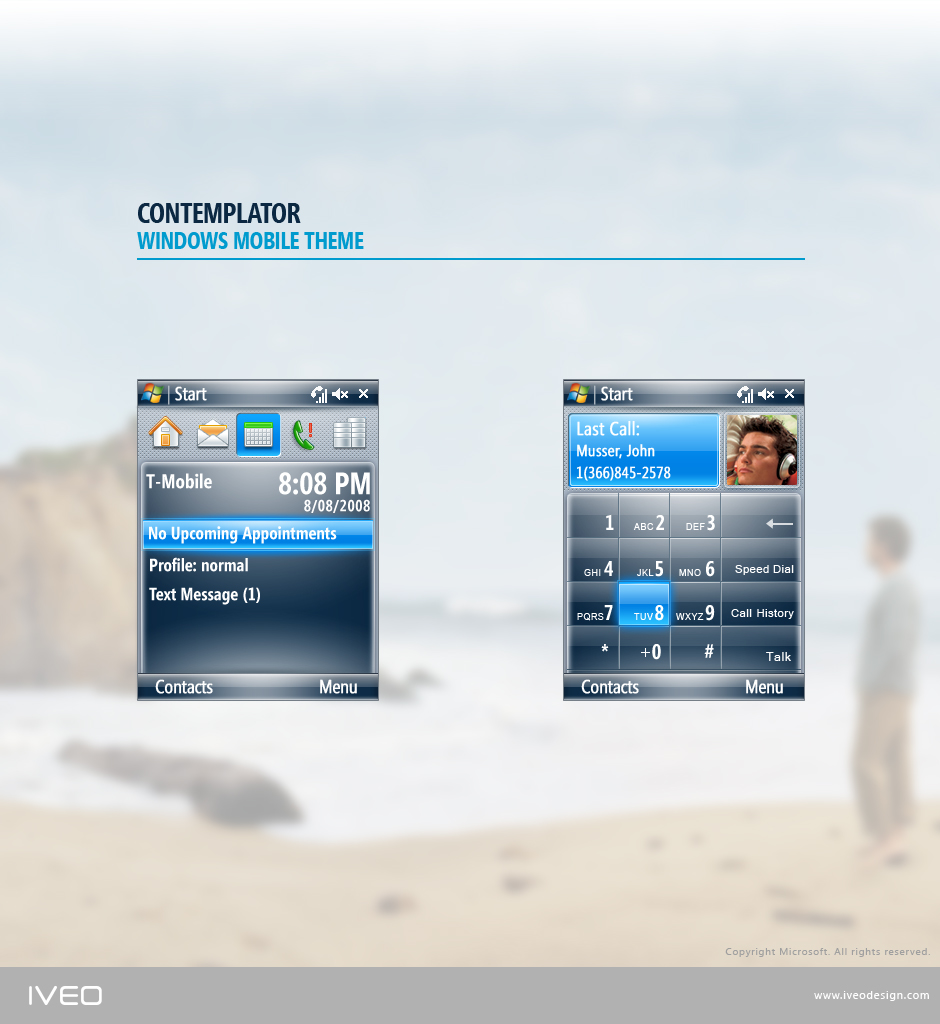 CONTEMPLATOR
WINDOWS MOBILE THEME
Start
T-Mobile
8:08 PM
8/08/2008
No Upcoming Appointments
Profile: normal
Text Message (1)
Contacts Menu
Start
Last Call:
Musser, John
1(366)845-2578
1 ABC 2 DEF 3
GHI 4 JKL 5 MNO 6 Speed Dial
PQRS 7 TUV 8 WXYZ 9 Call History
* +0 # Talk
Contacts Menu
Copyright Microsoft. All rights reserved.
IVEO
www.iveodesign.com